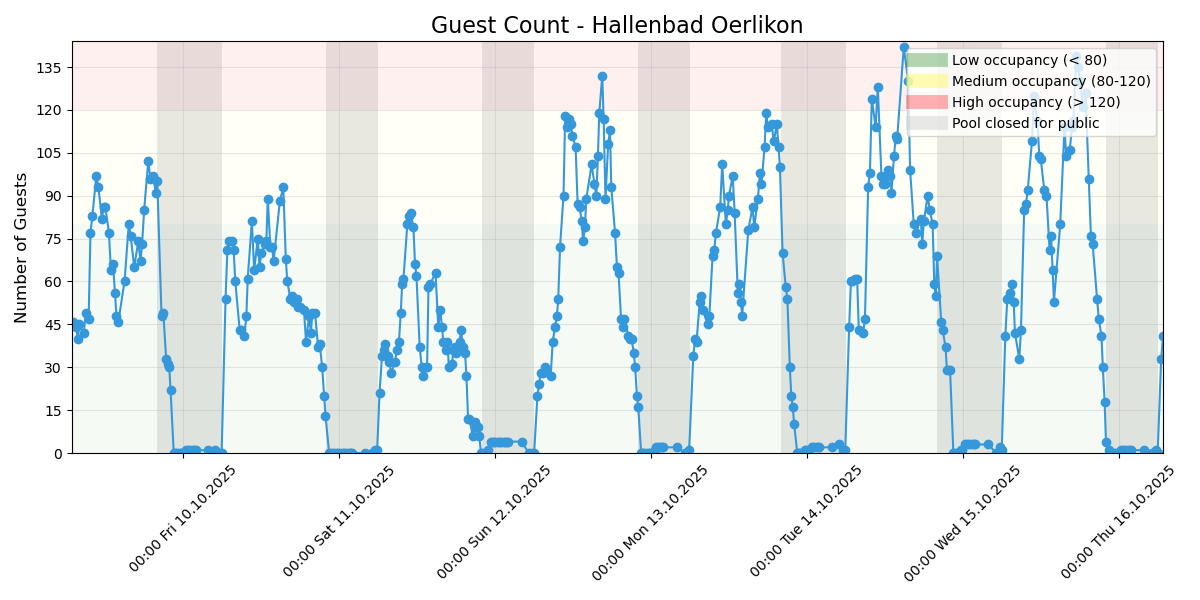 Guest Count - Hallenbad Oerlikon
Number of Guests
135
120
105
90
75
60
45
30
15
0
Low occupancy (< 80)
Medium occupancy (80-120)
High occupancy (> 120)
Pool closed for public
00:00 Fri 10.10.2025
00:00 Sat 11.10.2025
00:00 Sun 12.10.2025
00:00 Mon 13.10.2025
00:00 Tue 14.10.2025
00:00 Wed 15.10.2025
00:00 Thu 16.10.2025